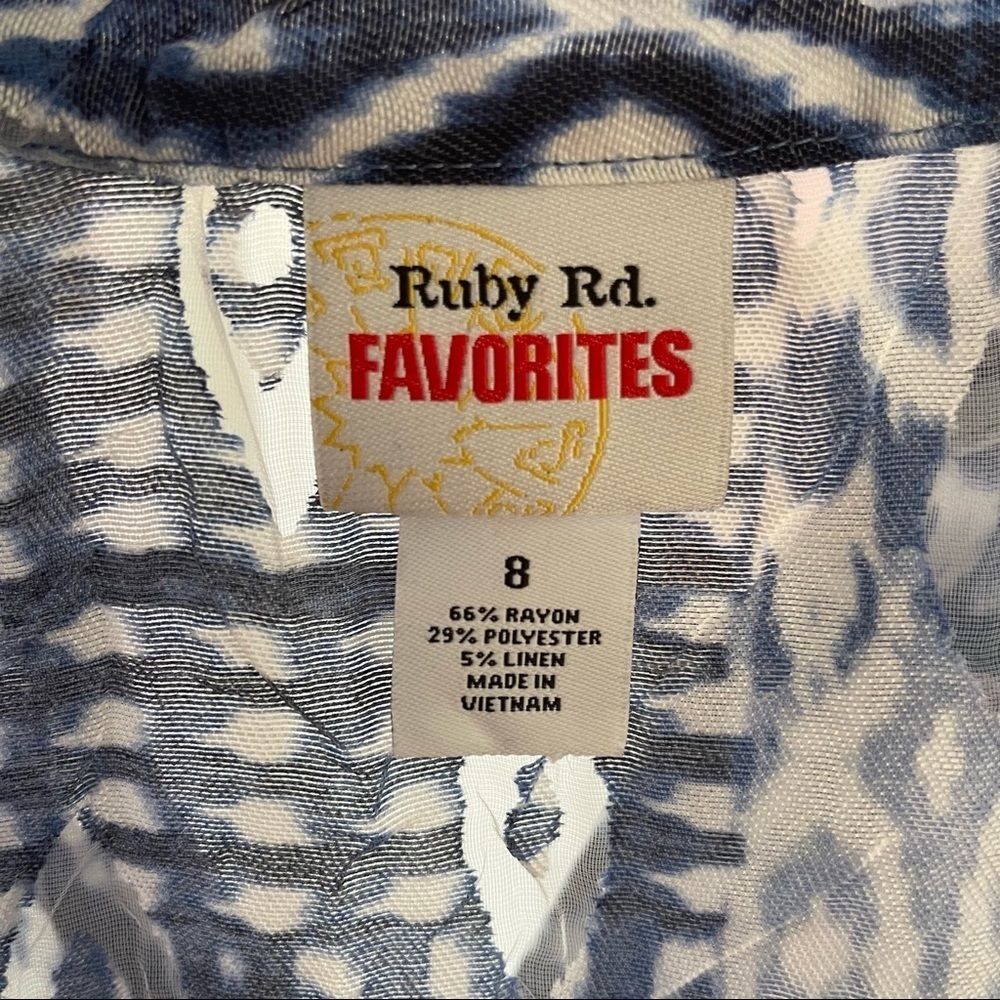 Ruby Rd.
FAVORITES
8
66% RAYON
29% POLYESTER
5% LINEN
MADE IN
VIETNAM